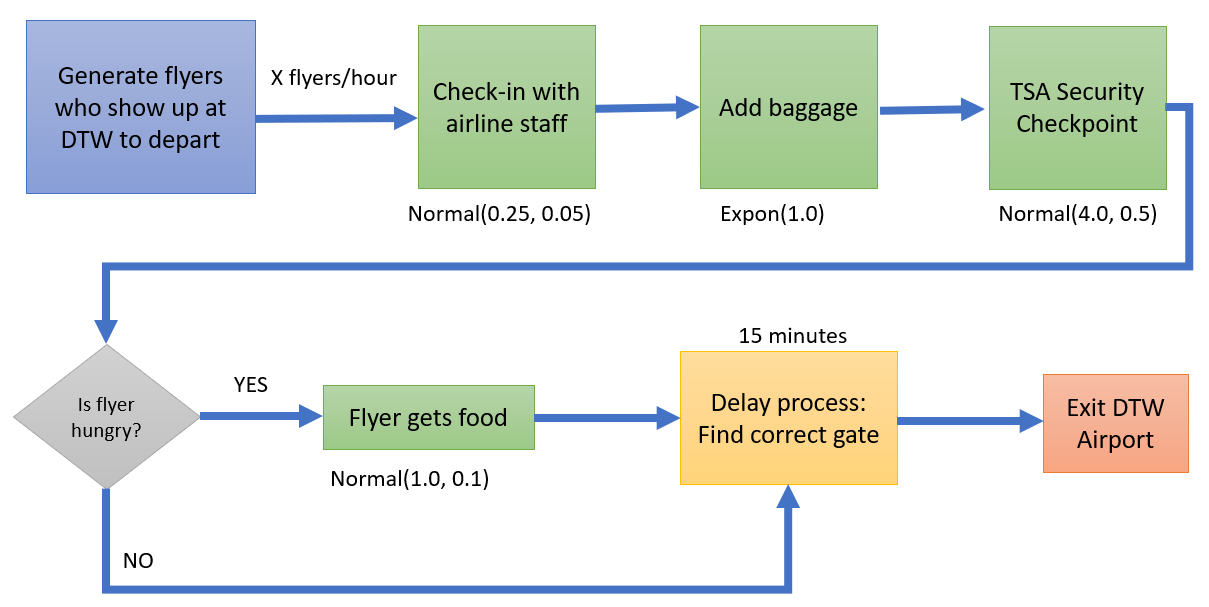 Generate flyers
who show up at
DTW to depart
X flyers/hour
Check-in with
airline staff
Normal(0.25, 0.05)
Add baggage
Expon(1.0)
TSA Security
Checkpoint
Normal(4.0, 0.5)
Is flyer
hungry?
YES
NO
Flyer gets food
Normal(1.0, 0.1)
15 minutes
Delay process:
Find correct gate
Exit DTW
Airport